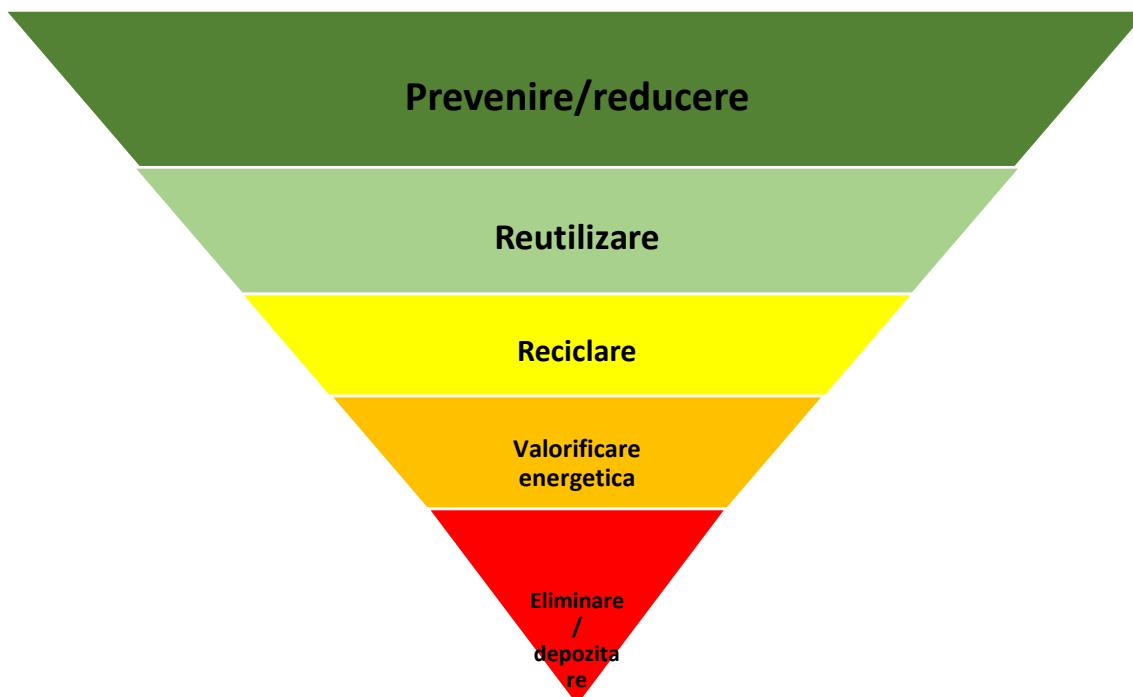 Prevenire/reducere
Reutilizare
Reciclare
Valorificare
energetica
Eliminare
/
depozita
re